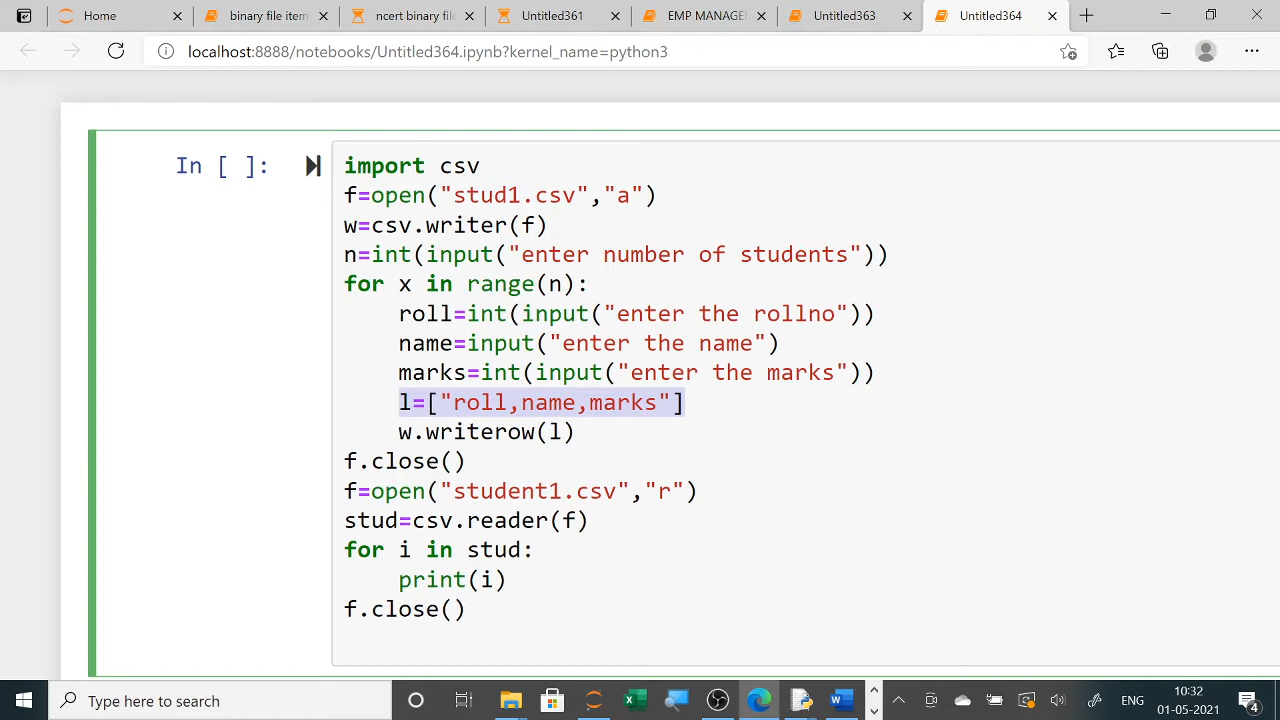 Home
binary file item
ncert binary fil
Untitled361
EMP MANAGE
Untitled363
Untitled364
localhost:8888/notebooks/Untitled364.ipynb?kernel_name=python3
In [ ]:
import csv
f=open("stud1.csv","a")
w=csv.writer(f)
n=int(input("enter number of students"))
for x in range(n):
    roll=int(input("enter the rollno"))
    name=input("enter the name")
    marks=int(input("enter the marks"))
    l=["roll,name,marks"]
    w.writerow(l)
f.close()
f=open("student1.csv","r")
stud=csv.reader(f)
for i in stud:
    print(i)
f.close()
Type here to search
ENG
10:32
01-05-2021
4